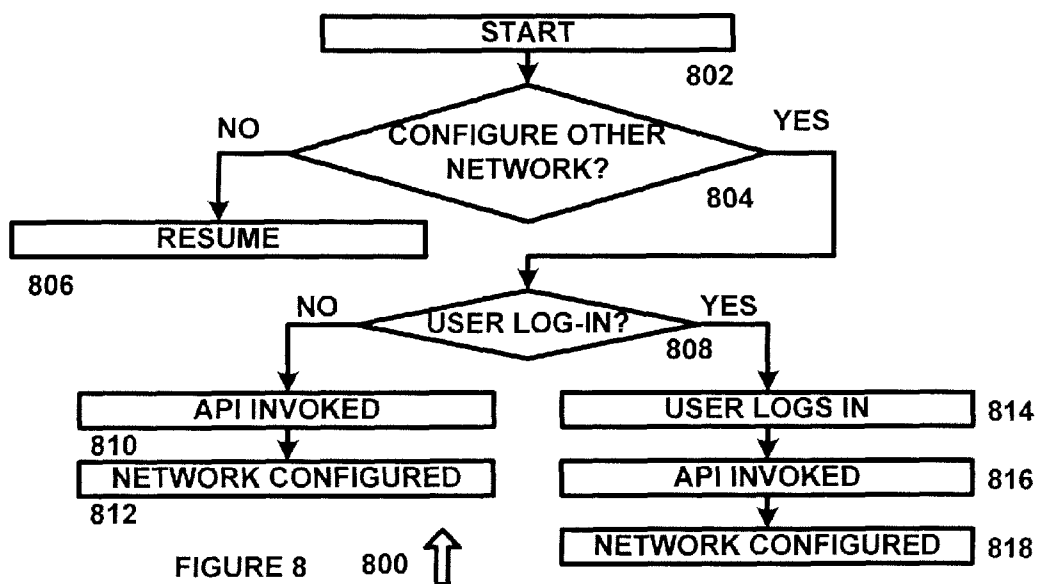 START
802
NO
CONFIGURE OTHER
NETWORK?
YES
804
RESUME
806
NO
USER LOG-IN?
YES
808
API INVOKED
810
NETWORK CONFIGURED
812
USER LOGS IN
814
API INVOKED
816
NETWORK CONFIGURED
818
FIGURE 8
800